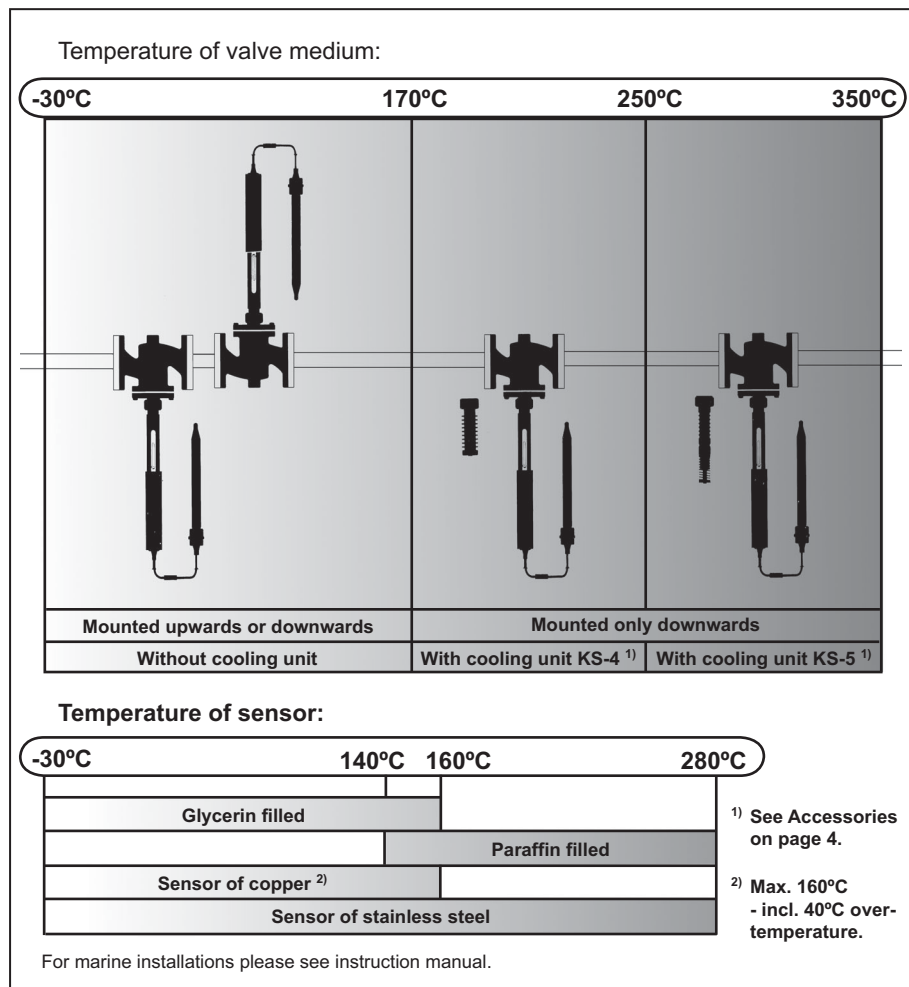 Temperature of valve medium:
-30ºC 170ºC 250ºC 350ºC
Mounted upwards or downwards Mounted only downwards
Without cooling unit With cooling unit KS-4 ¹⁾ With cooling unit KS-5 ¹⁾
Temperature of sensor:
-30ºC 140ºC 160ºC 280ºC
Glycerin filled
Paraffin filled
Sensor of copper ²⁾
Sensor of stainless steel
¹⁾ See Accessories
on page 4.
²⁾ Max. 160ºC
- incl. 40ºC over-
temperature.
For marine installations please see instruction manual.